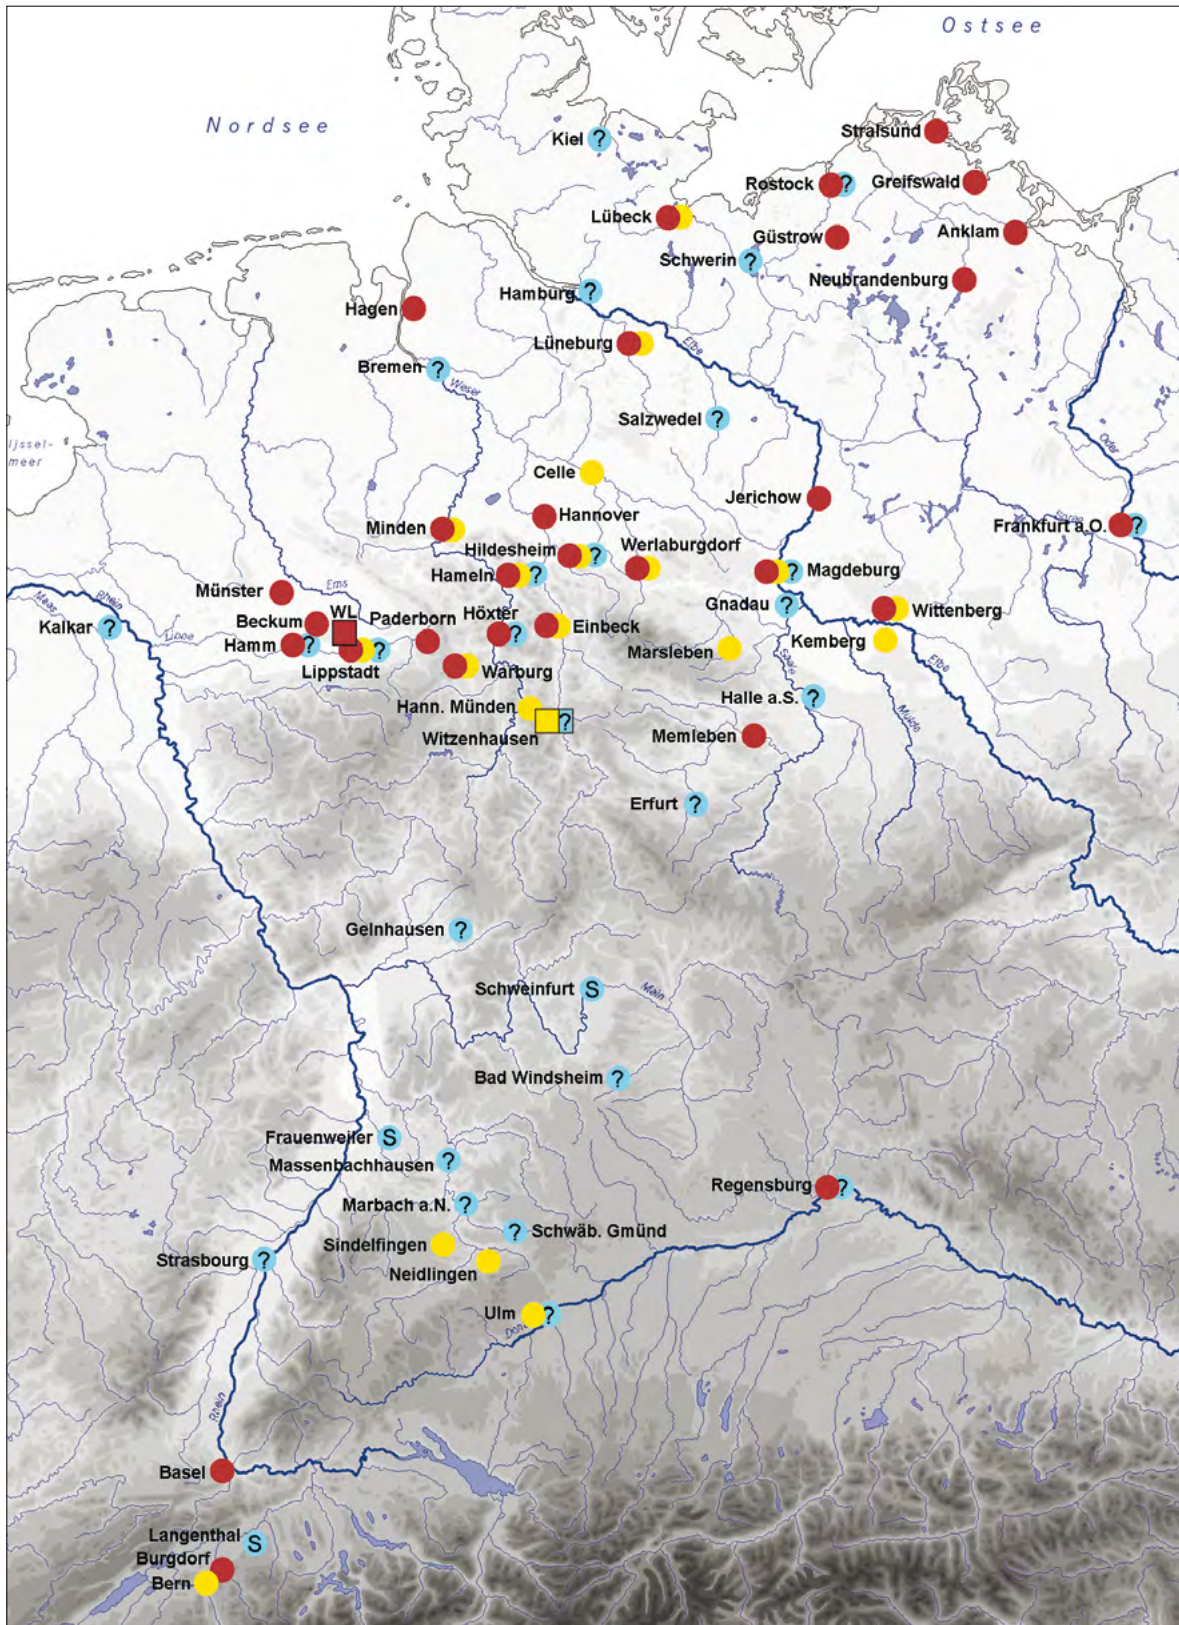 Ostsee
Nordsee
Kiel ?
Stralsund
Rostock ?
Greifswald
Lübeck
Güstrow
Anklam
Schwerin ?
Neubrandenburg
Hamburg ?
Hagen
Lüneburg
Elbe
Bremen ?
Weser
Salzwedel ?
Ijssel-
meer
Oder
Celle
Jerichow
Hannover
Frankfurt a.O. ?
Minden
Hildesheim ?
Werlaburgdorf
Hameln ?
Magdeburg ?
Münster
Ems
Maas
Rhein
Kalkar ?
Beckum
WL
Paderborn
Höxter ?
Einbeck
Gnadau ?
Wittenberg
Lippe
Hamm ?
Lippstadt ?
Warburg
Marsleben
Kemberg
Saale
Elbe
Hann. Münden
Witzenhausen ?
Halle a.S. ?
Mulde
Memleben
Erfurt ?
Gelnhausen ?
Schweinfurt S
Main
Bad Windsheim ?
Frauenweiler S
Massenbachhausen ?
Regensburg ?
Marbach a.N. ?
Schwäb. Gmünd ?
Sindelfingen
Strasbourg ?
Neidlingen
Ulm ?
Rhein
Basel
Langenthal S
Burgdorf
Bern